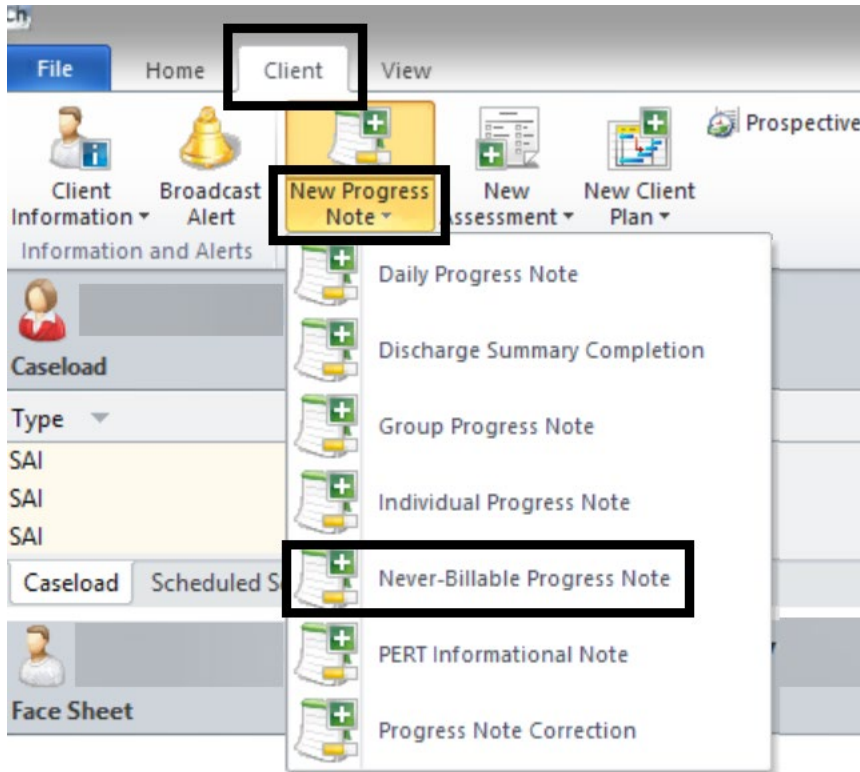 ch,
File Home Client View
Client Information
Broadcast Alert
New Progress Note
New
Assessment
New Client Plan
Prospective
Information and Alerts
Daily Progress Note
Discharge Summary Completion
Group Progress Note
Individual Progress Note
Never-Billable Progress Note
PERT Informational Note
Progress Note Correction
Caseload
Type
SAI
SAI
SAI
Caseload Scheduled
Face Sheet